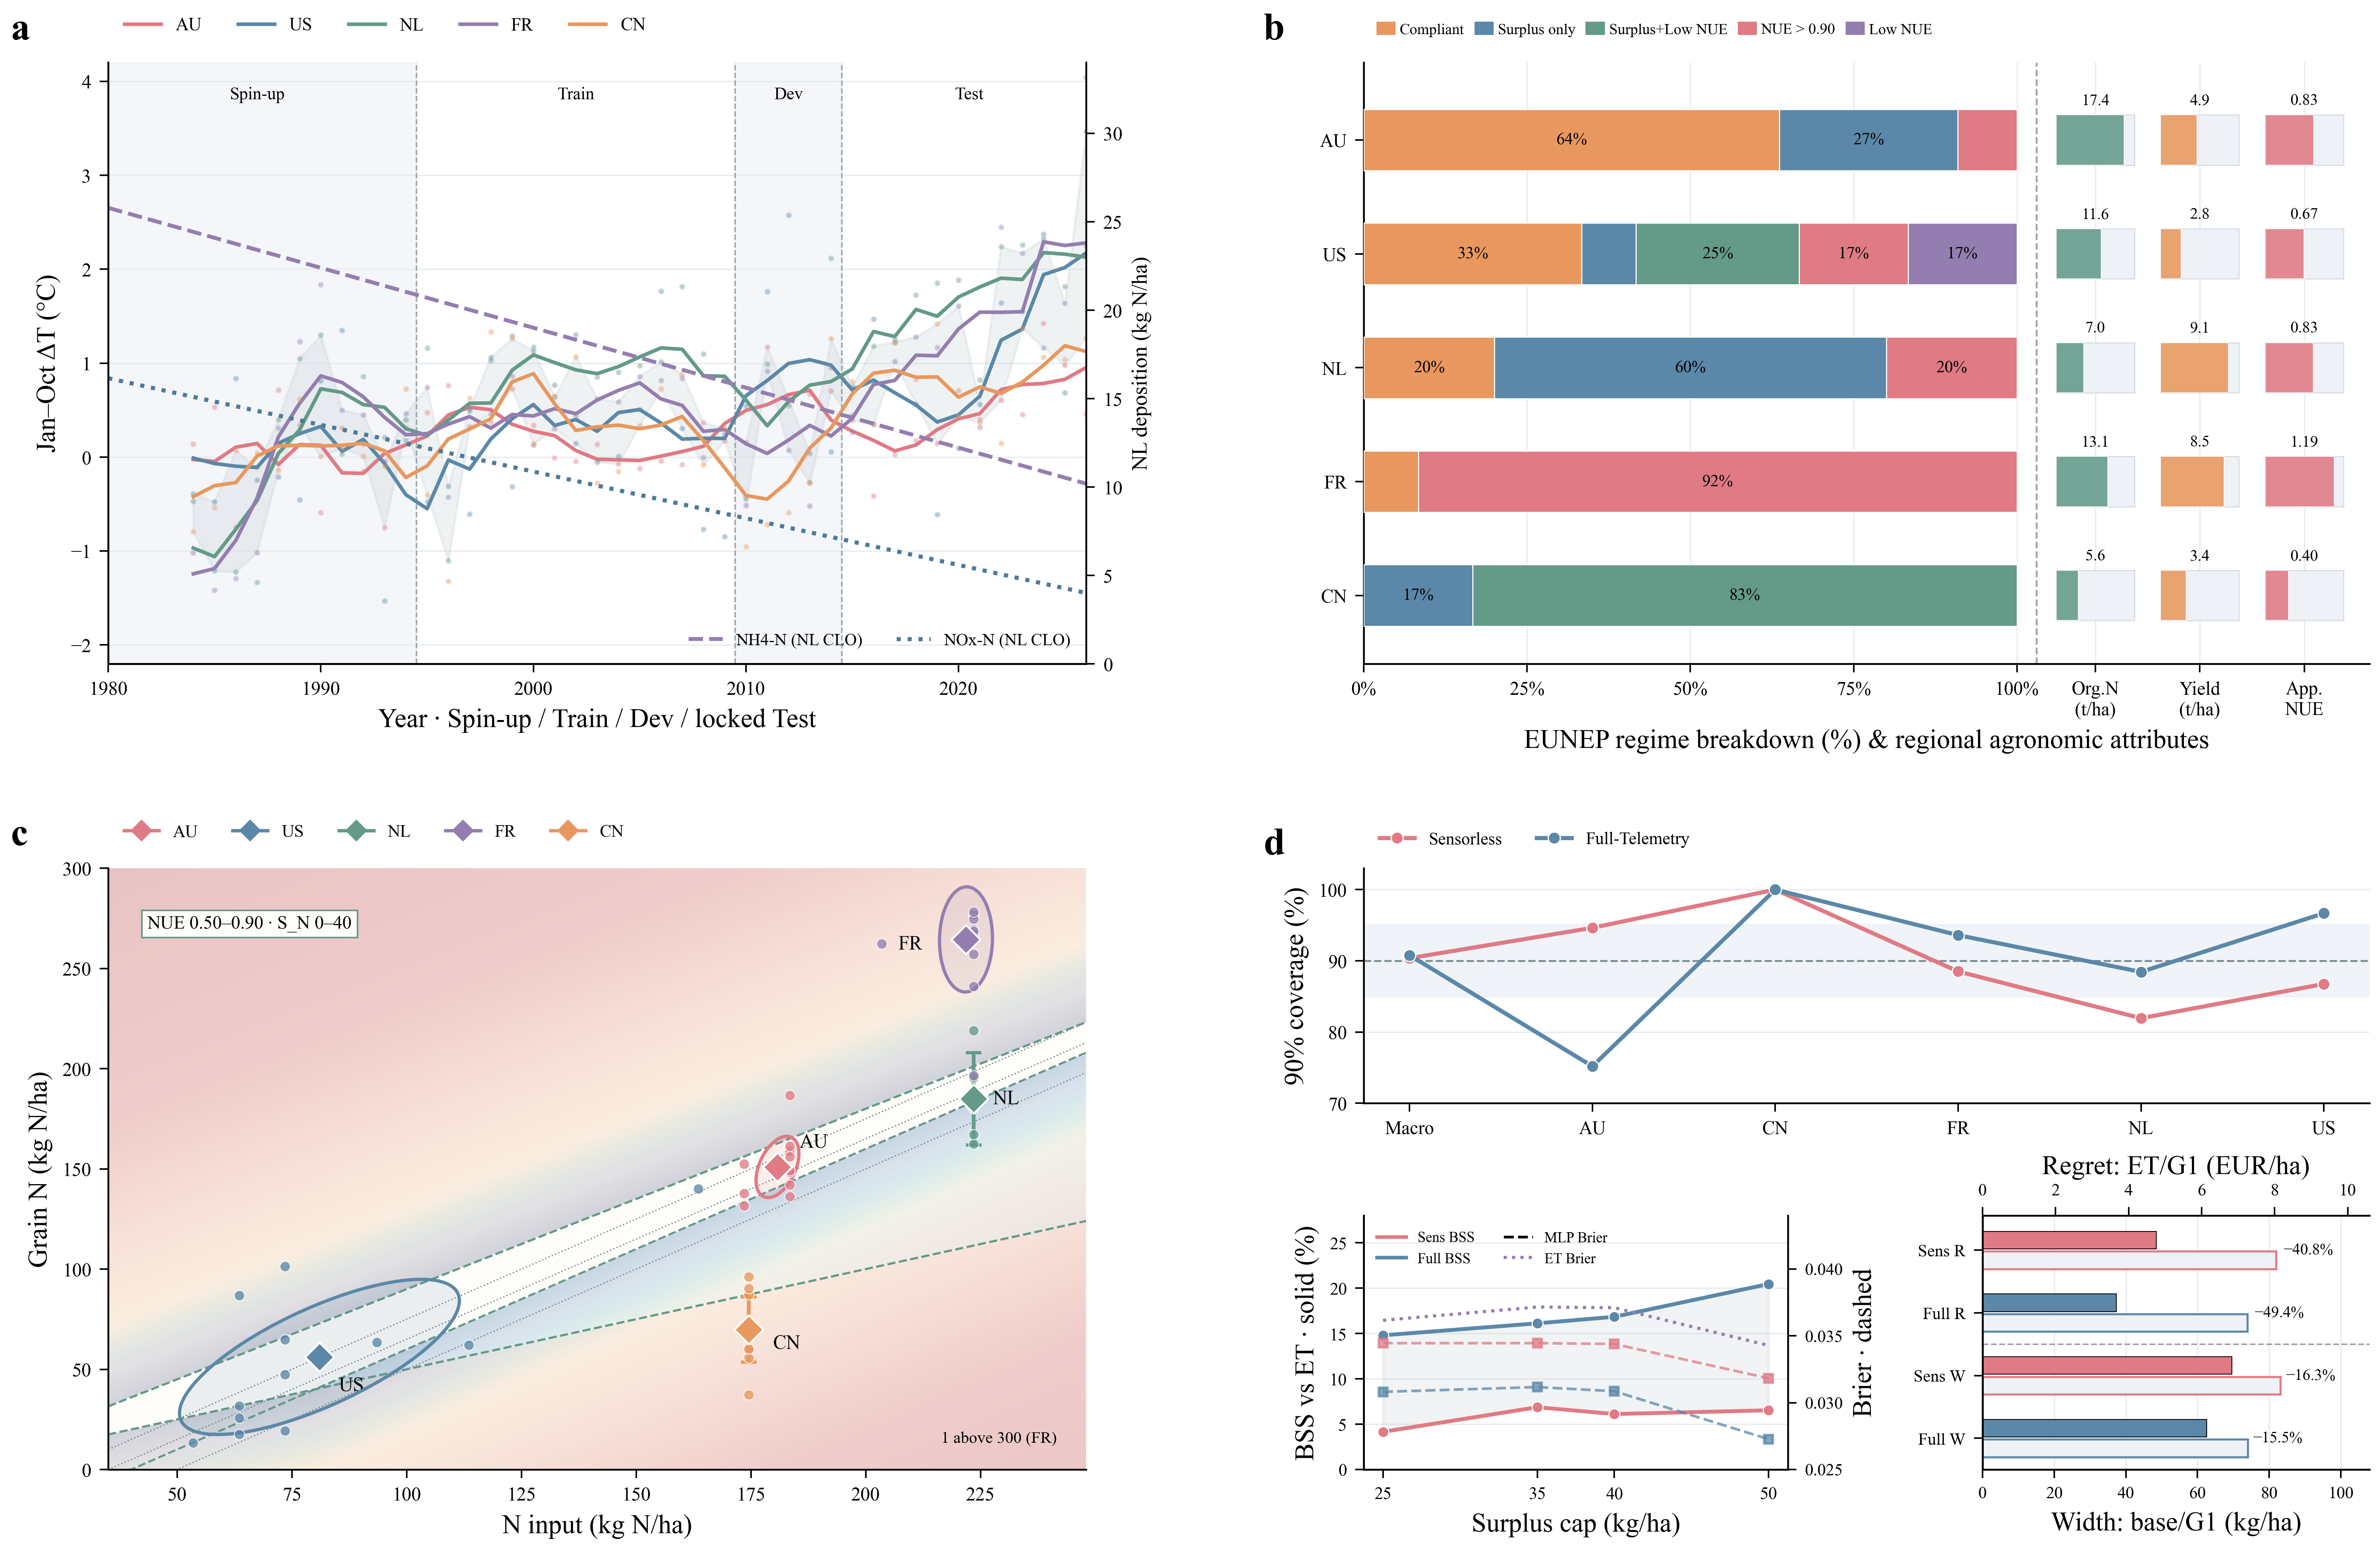 a
AU US NL FR CN
Spin-up Train Dev Test
4
3
2
1
0
−1
−2
Jan–Oct ΔT (°C)
30
25
20
15
10
5
0
NL deposition (kg N/ha)
NH4-N (NL CLO) NOx-N (NL CLO)
1980 1990 2000 2010 2020
Year · Spin-up / Train / Dev / locked Test
b
Compliant Surplus only Surplus+Low NUE NUE > 0.90 Low NUE
AU 64% 27% 17.4 4.9 0.83
US 33% 25% 17% 17% 11.6 2.8 0.67
NL 20% 60% 20% 7.0 9.1 0.83
FR 92% 13.1 8.5 1.19
CN 17% 83% 5.6 3.4 0.40
0% 25% 50% 75% 100% Org.N Yield App.
(t/ha) (t/ha) NUE
EUNEP regime breakdown (%) & regional agronomic attributes
c
AU US NL FR CN
300
250
200
150
100
50
0
Grain N (kg N/ha)
NUE 0.50–0.90 · S_N 0–40
FR
NL
AU
CN
US
1 above 300 (FR)
50 75 100 125 150 175 200 225
N input (kg N/ha)
d
Sensorless Full-Telemetry
100
90
80
70
90% coverage (%)
Macro AU CN FR NL US
Sens BSS MLP Brier
Full BSS ET Brier
25
20
15
10
5
0
BSS vs ET · solid (%)
0.040
0.035
0.030
0.025
Brier · dashed
25 35 40 50
Surplus cap (kg/ha)
Regret: ET/G1 (EUR/ha)
0 2 4 6 8 10
Sens R −40.8%
Full R −49.4%
Sens W −16.3%
Full W −15.5%
0 20 40 60 80 100
Width: base/G1 (kg/ha)